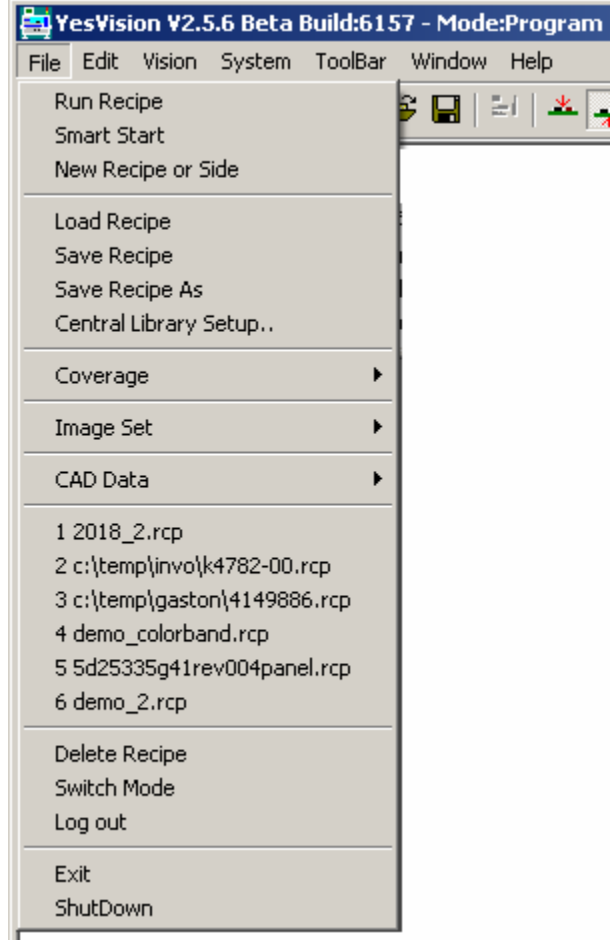 YesVision V2.5.6 Beta Build:6157 - Mode:Program
File Edit Vision System ToolBar Window Help
Run Recipe
Smart Start
New Recipe or Side
Load Recipe
Save Recipe
Save Recipe As
Central Library Setup..
Coverage
Image Set
CAD Data
1 2018_2.rcp
2 c:\temp\invo\k4782-00.rcp
3 c:\temp\gaston\4149886.rcp
4 demo_colorband.rcp
5 5d25335g41rev004panel.rcp
6 demo_2.rcp
Delete Recipe
Switch Mode
Log out
Exit
ShutDown